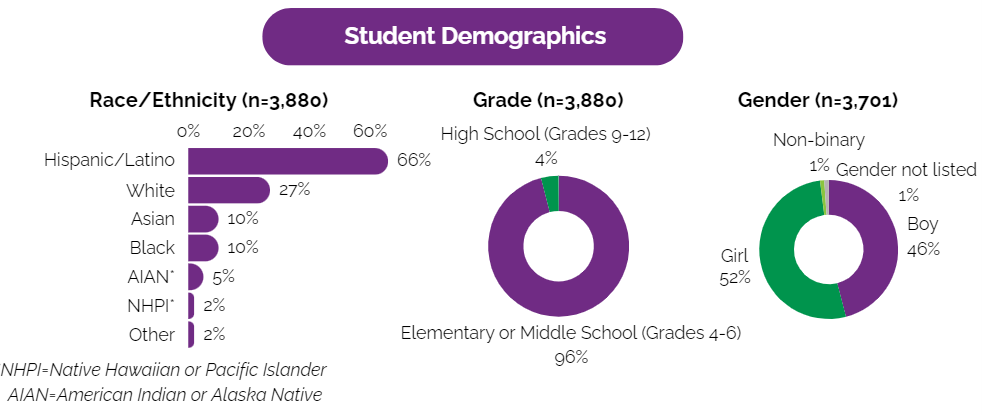 Student Demographics
Race/Ethnicity (n=3,880)
0% 20% 40% 60%
Hispanic/Latino 66%
White 27%
Asian 10%
Black 10%
AIAN* 5%
NHPI* 2%
Other 2%
*NHPI=Native Hawaiian or Pacific Islander
AIAN=American Indian or Alaska Native
Grade (n=3,880)
High School (Grades 9-12)
4%
Elementary or Middle School (Grades 4-6)
96%
Gender (n=3,701)
Non-binary
1%
Gender not listed
1%
Boy
46%
Girl
52%